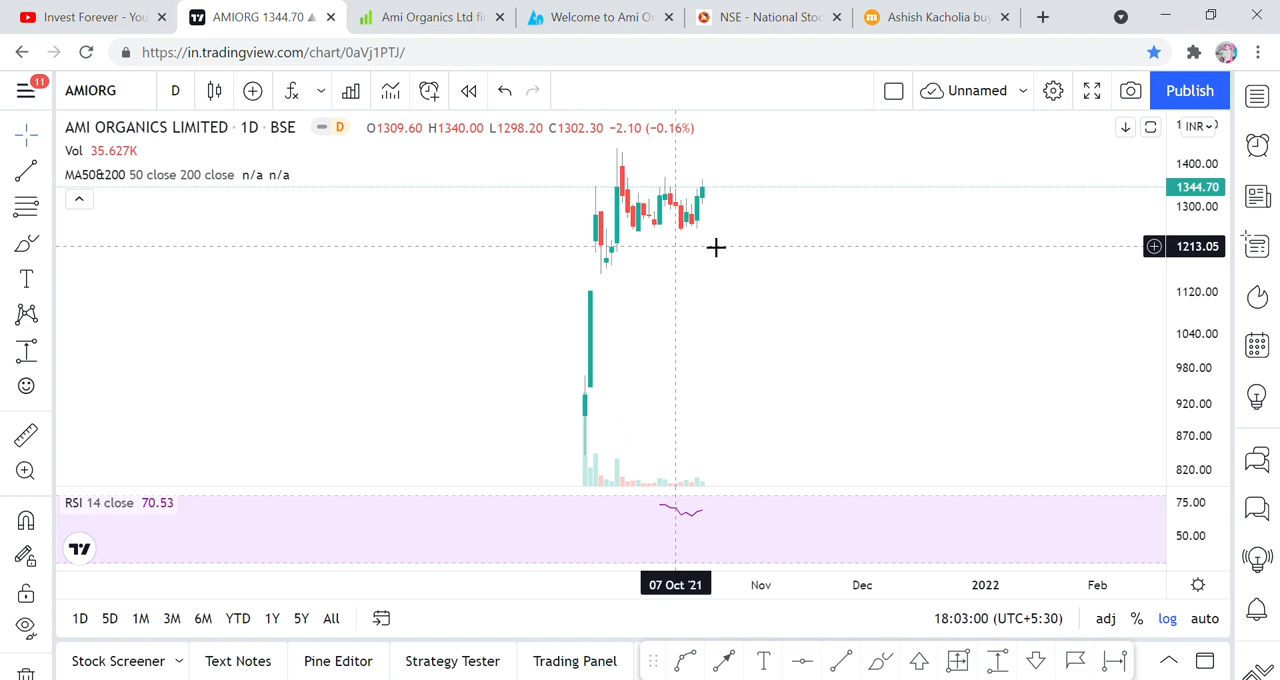 Invest Forever - You
AMIORG 1344.70
Ami Organics Ltd fi
Welcome to Ami O
NSE - National Stoc
Ashish Kacholia bu
https://in.tradingview.com/chart/0aVj1PTJ/
11
AMIORG
D
Unnamed
Publish
AMI ORGANICS LIMITED · 1D · BSE
D
O1309.60 H1340.00 L1298.20 C1302.30 −2.10 (−0.16%)
INR
Vol 35.627K
1400.00
MA50&200 50 close 200 close n/a n/a
1344.70
1300.00
1213.05
1120.00
1040.00
980.00
920.00
870.00
820.00
RSI 14 close 70.53
75.00
50.00
07 Oct '21
Nov
Dec
2022
Feb
1D 5D 1M 3M 6M YTD 1Y 5Y All
18:03:00 (UTC+5:30)
adj % log auto
Stock Screener
Text Notes
Pine Editor
Strategy Tester
Trading Panel